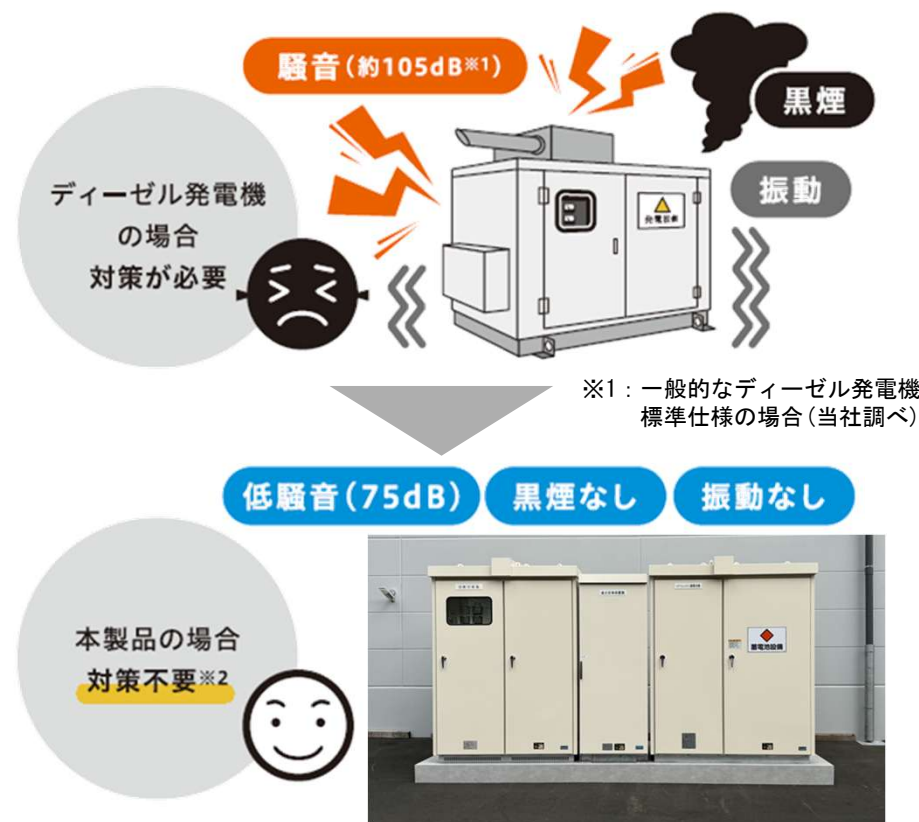 騒音(約105dB※1)
黒煙
振動
ディーゼル発電機
の場合
対策が必要
発電設備
※1：一般的なディーゼル発電機
標準仕様の場合(当社調べ)
低騒音(75dB)
黒煙なし
振動なし
本製品の場合
対策不要※2
蓄電池設備